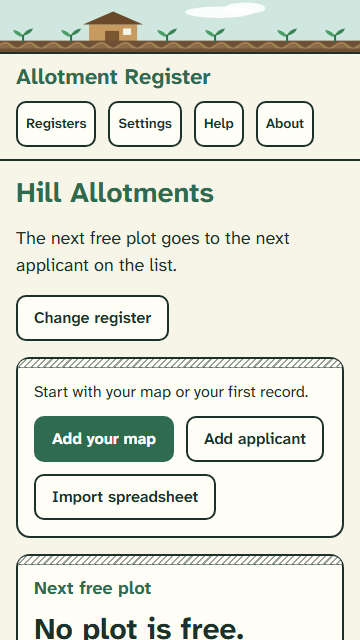 Allotment Register
Registers Settings Help About
Hill Allotments
The next free plot goes to the next
applicant on the list.
Change register
Start with your map or your first record.
Add your map Add applicant
Import spreadsheet
Next free plot
No plot is free.